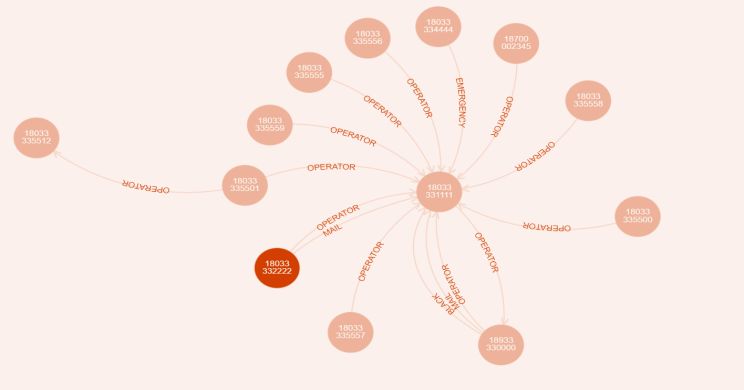 18033
334444
18033
335556
18700
002345
18033
335555
EMERGENCY
OPERATOR
18033
335558
OPERATOR
OPERATOR
18033
335559
18033
335512
OPERATOR
OPERATOR
OPERATOR
18033
335501
OPERATOR
18033
331111
OPERATOR
18033
335500
OPERATOR
MAIL
OPERATOR
OPERATOR
18033
332222
OPERATOR
OPERATOR
MAIL
BLACK
18033
335557
18933
330000